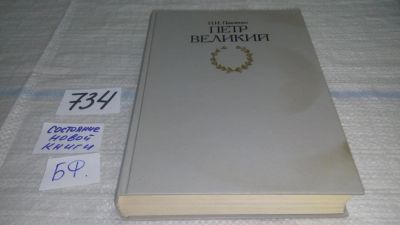 Н.И. Павленко
ПЕТР
ВЕЛИКИЙ
734
СОСТОЯНИЕ
НОВОЙ
КНИГИ
БФ.